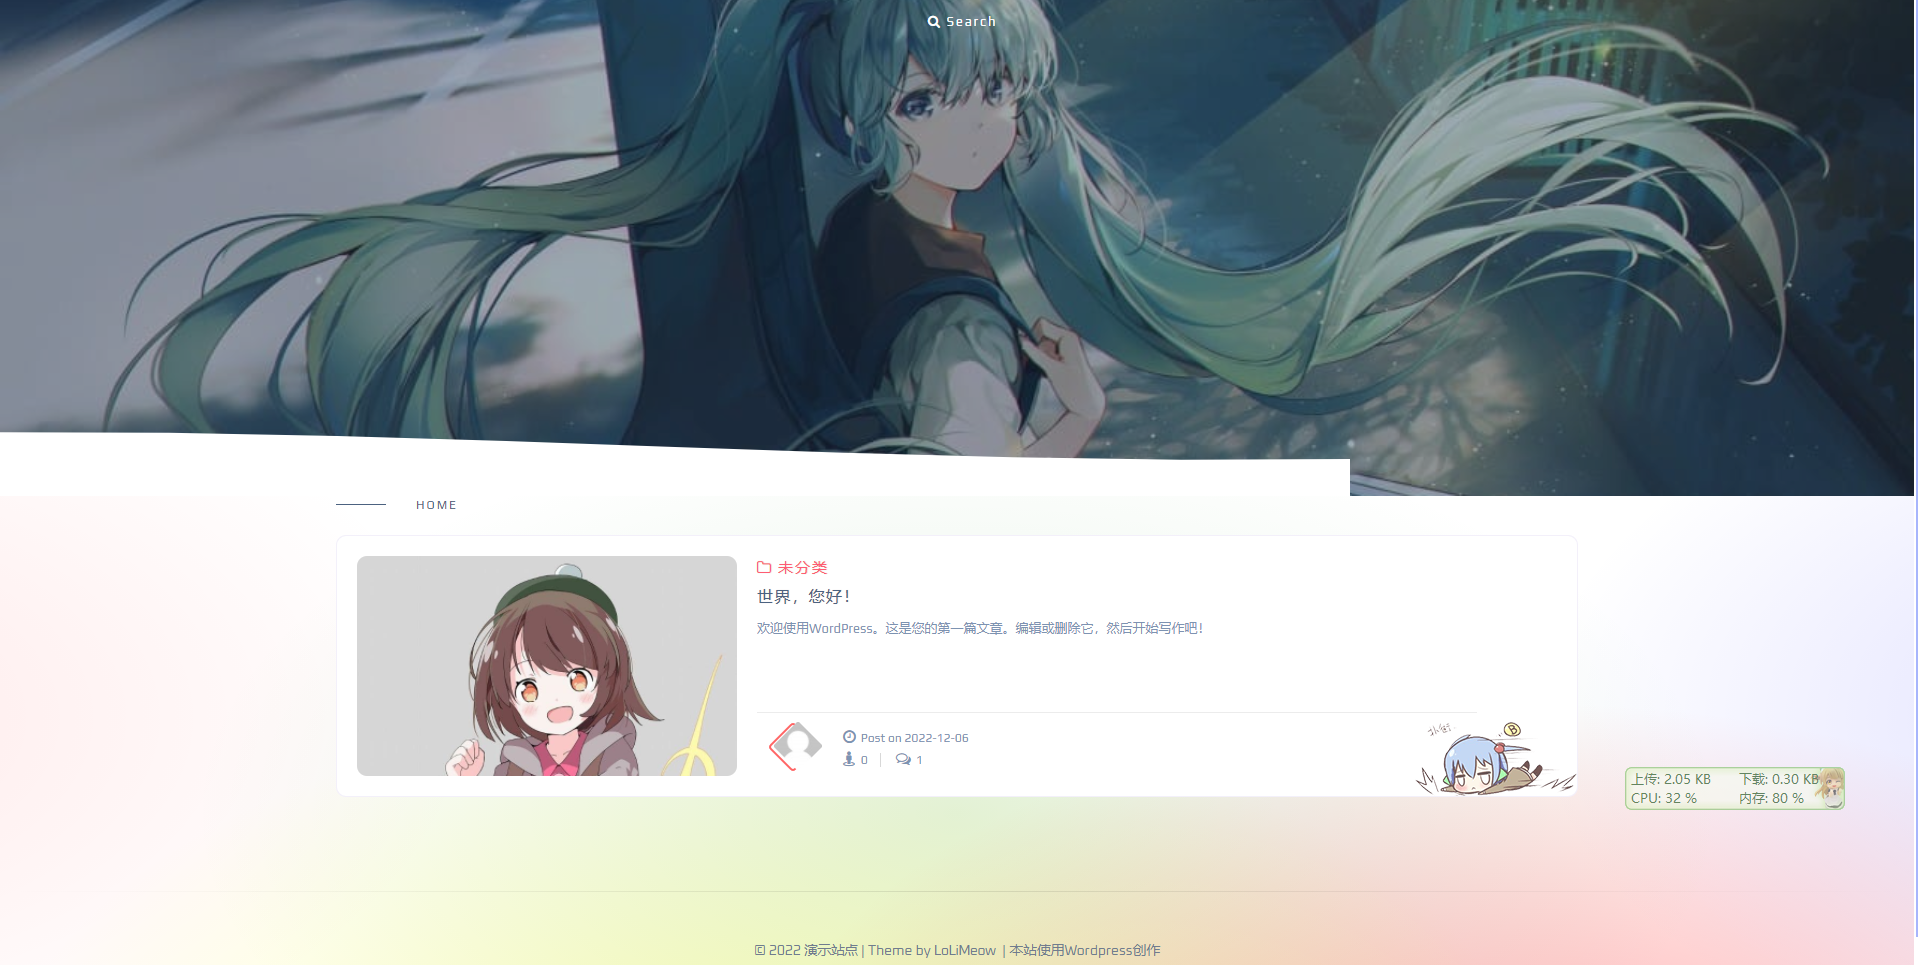 Search
HOME
未分类
世界，您好！
欢迎使用WordPress。这是您的第一篇文章。编辑或删除它，然后开始写作吧！
Post on 2022-12-06
0 1
上传: 2.05 KB 下载: 0.30 KB
CPU: 32 % 内存: 80 %
© 2022 演示站点 | Theme by LoLiMeow | 本站使用Wordpress创作